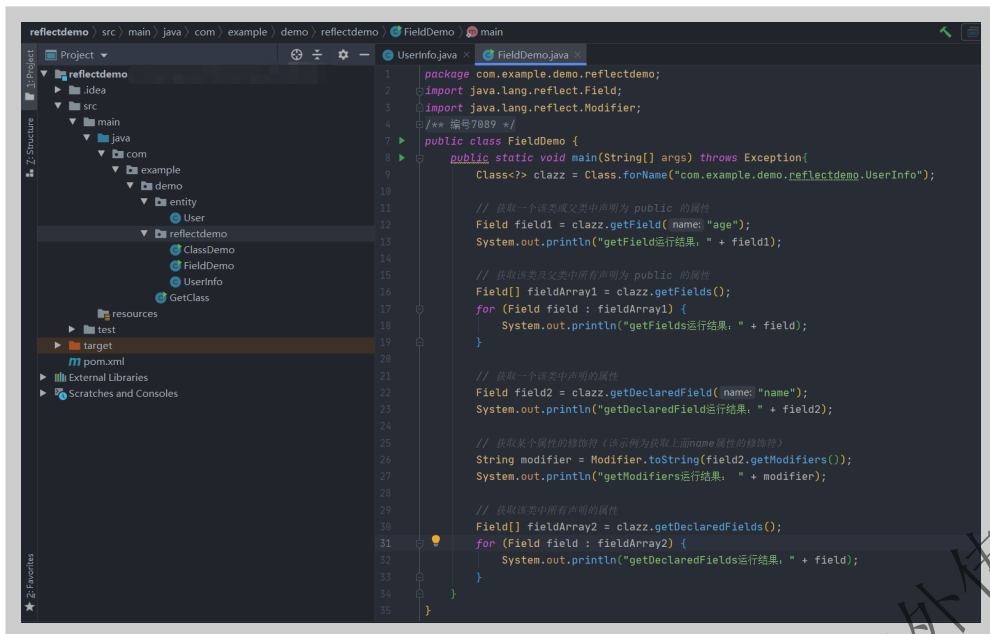 reflectdemo 〉 src 〉 main 〉 java 〉 com 〉 example 〉 demo 〉 reflectdemo 〉 FieldDemo 〉 main
1: Project
Z: Structure
2: Favorites
Project
reflectdemo
.idea
src
main
java
com
example
demo
entity
User
reflectdemo
ClassDemo
FieldDemo
UserInfo
GetClass
resources
test
target
pom.xml
External Libraries
Scratches and Consoles
UserInfo.java × FieldDemo.java ×
1 package com.example.demo.reflectdemo;
2 import java.lang.reflect.Field;
3 import java.lang.reflect.Modifier;
4 /** 编号7089 */
7 public class FieldDemo {
8 public static void main(String[] args) throws Exception{
9 Class<?> clazz = Class.forName("com.example.demo.reflectdemo.UserInfo");
10
11 // 获取一个该类或父类中声明为 public 的属性
12 Field field1 = clazz.getField( name: "age");
13 System.out.println("getField运行结果：" + field1);
14
15 // 获取该类及父类中所有声明为 public 的属性
16 Field[] fieldArray1 = clazz.getFields();
17 for (Field field : fieldArray1) {
18 System.out.println("getFields运行结果：" + field);
19 }
20
21 // 获取一个该类中声明的属性
22 Field field2 = clazz.getDeclaredField( name: "name");
23 System.out.println("getDeclaredField运行结果：" + field2);
24
25 // 获取某个属性的修饰符（该示例为获取上面name属性的修饰符）
26 String modifier = Modifier.toString(field2.getModifiers());
27 System.out.println("getModifiers运行结果： " + modifier);
28
29 // 获取该类中所有声明的属性
30 Field[] fieldArray2 = clazz.getDeclaredFields();
31 for (Field field : fieldArray2) {
32 System.out.println("getDeclaredFields运行结果：" + field);
33 }
34 }
35 }
外传